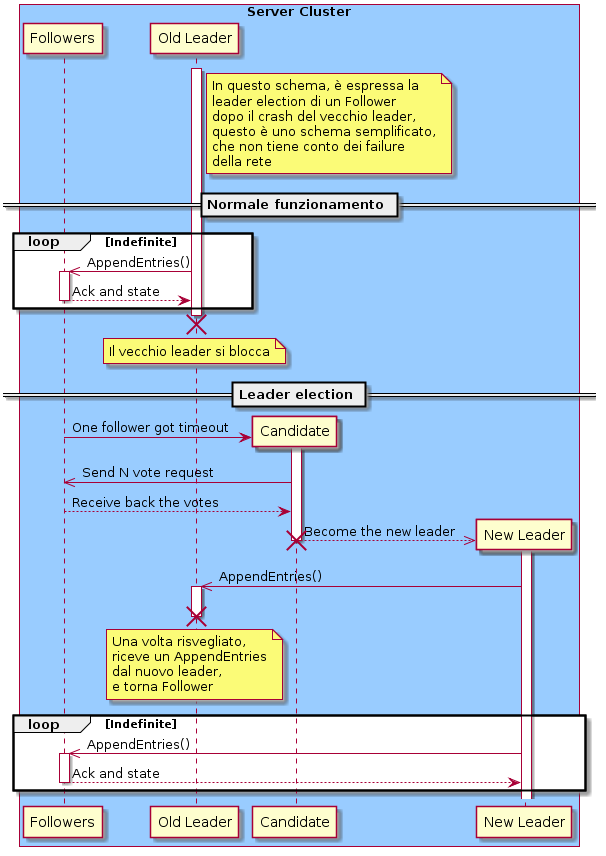 Server Cluster
Followers
Old Leader
In questo schema, è espressa la
leader election di un Follower
dopo il crash del vecchio leader,
questo è uno schema semplificato,
che non tiene conto dei failure
della rete
Normale funzionamento
loop
[Indefinite]
AppendEntries()
Ack and state
Il vecchio leader si blocca
Leader election
One follower got timeout
Candidate
Send N vote request
Receive back the votes
Become the new leader
New Leader
AppendEntries()
Una volta risvegliato,
riceve un AppendEntries
dal nuovo leader,
e torna Follower
loop
[Indefinite]
AppendEntries()
Ack and state
Followers
Old Leader
Candidate
New Leader